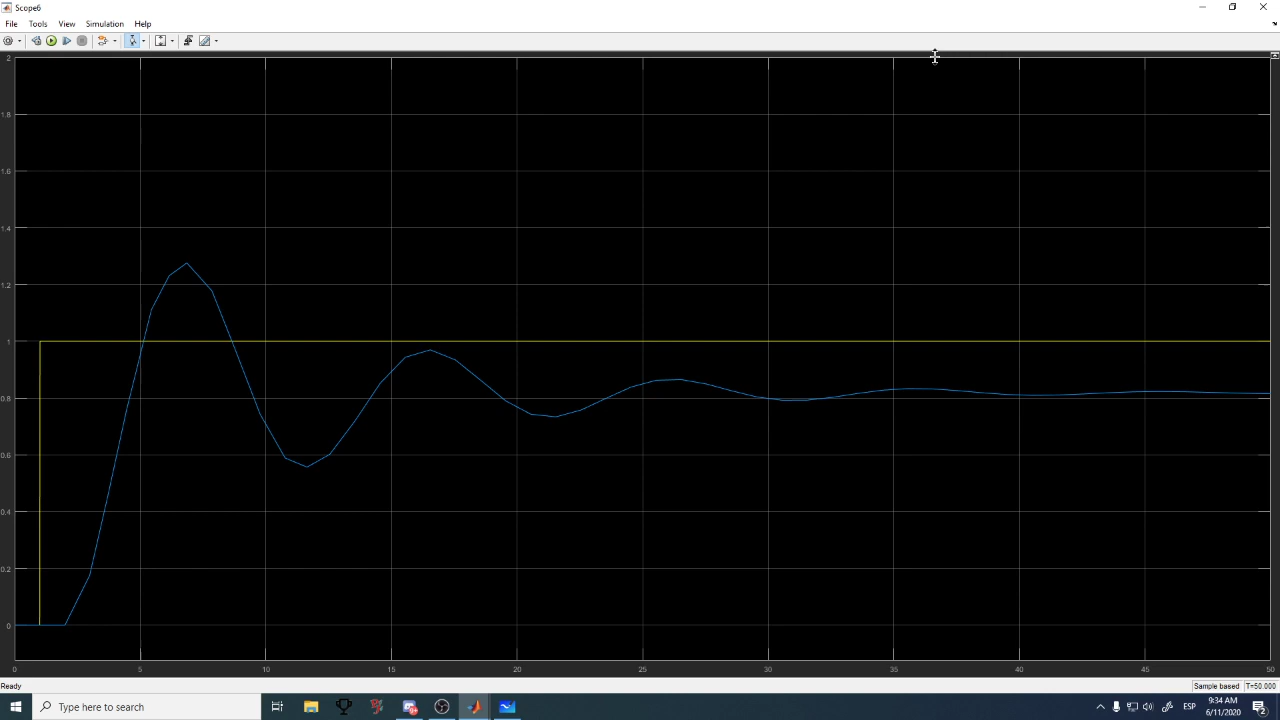 Scope6
File Tools View Simulation Help
2
1.8
1.6
1.4
1.2
1
0.8
0.6
0.4
0.2
0
0 5 10 15 20 25 30 35 40 45 50
Ready Sample based T=50.000
Type here to search ESP 9:34 AM
6/11/2020 2